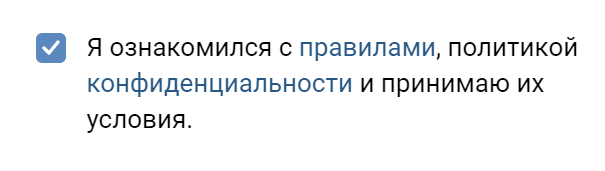 Я ознакомился с правилами, политикой
конфиденциальности и принимаю их
условия.